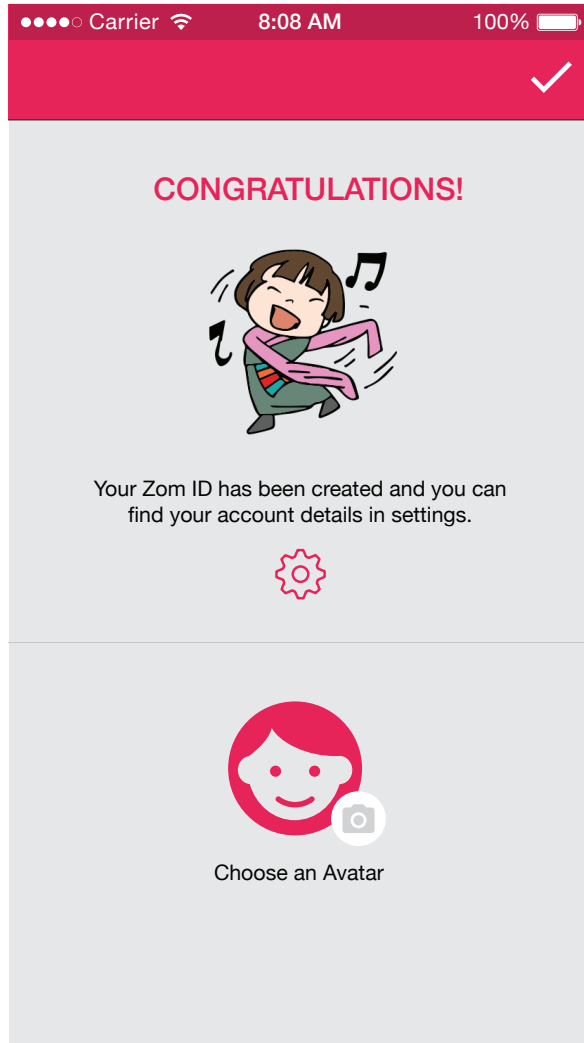 Carrier 8:08 AM 100%
CONGRATULATIONS!
Your Zom ID has been created and you can
find your account details in settings.
Choose an Avatar